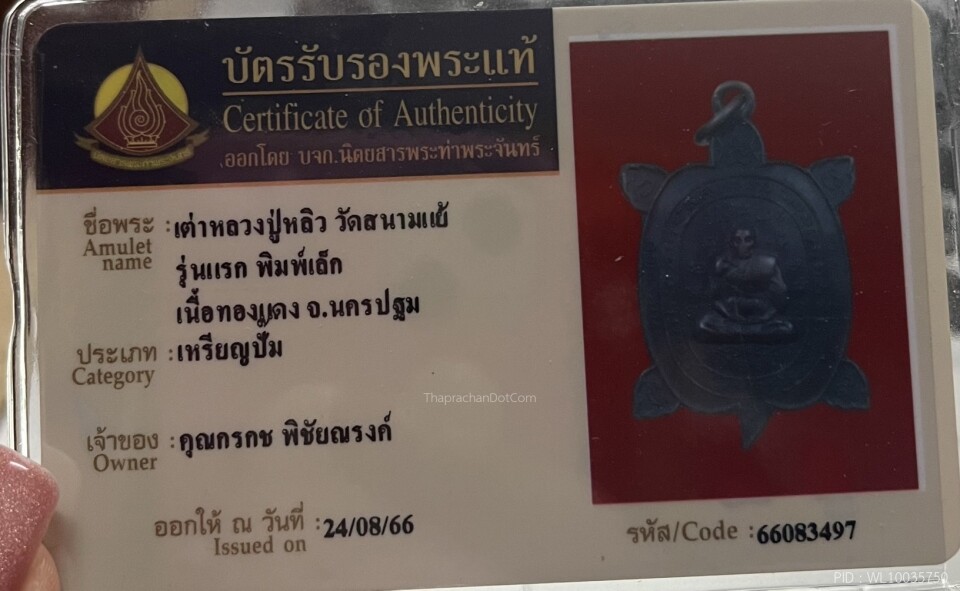 บัตรรับรองพระแท้
Certificate of Authenticity
ออกโดย บจก.นิตยสารพระท่าพระจันทร์
ชื่อพระ : เต่าหลวงปู่หลิว วัดสนามแย้
Amulet name
รุ่นแรก พิมพ์เล็ก
เนื้อทองแดง จ.นครปฐม
ประเภท : เหรียญปั๊ม
Category
ThaprachanDotCom
เจ้าของ : คุณกรกช พิชัยณรงค์
Owner
ออกให้ ณ วันที่ : 24/08/66
Issued on
รหัส/Code : 66083497
PID : WL10035750